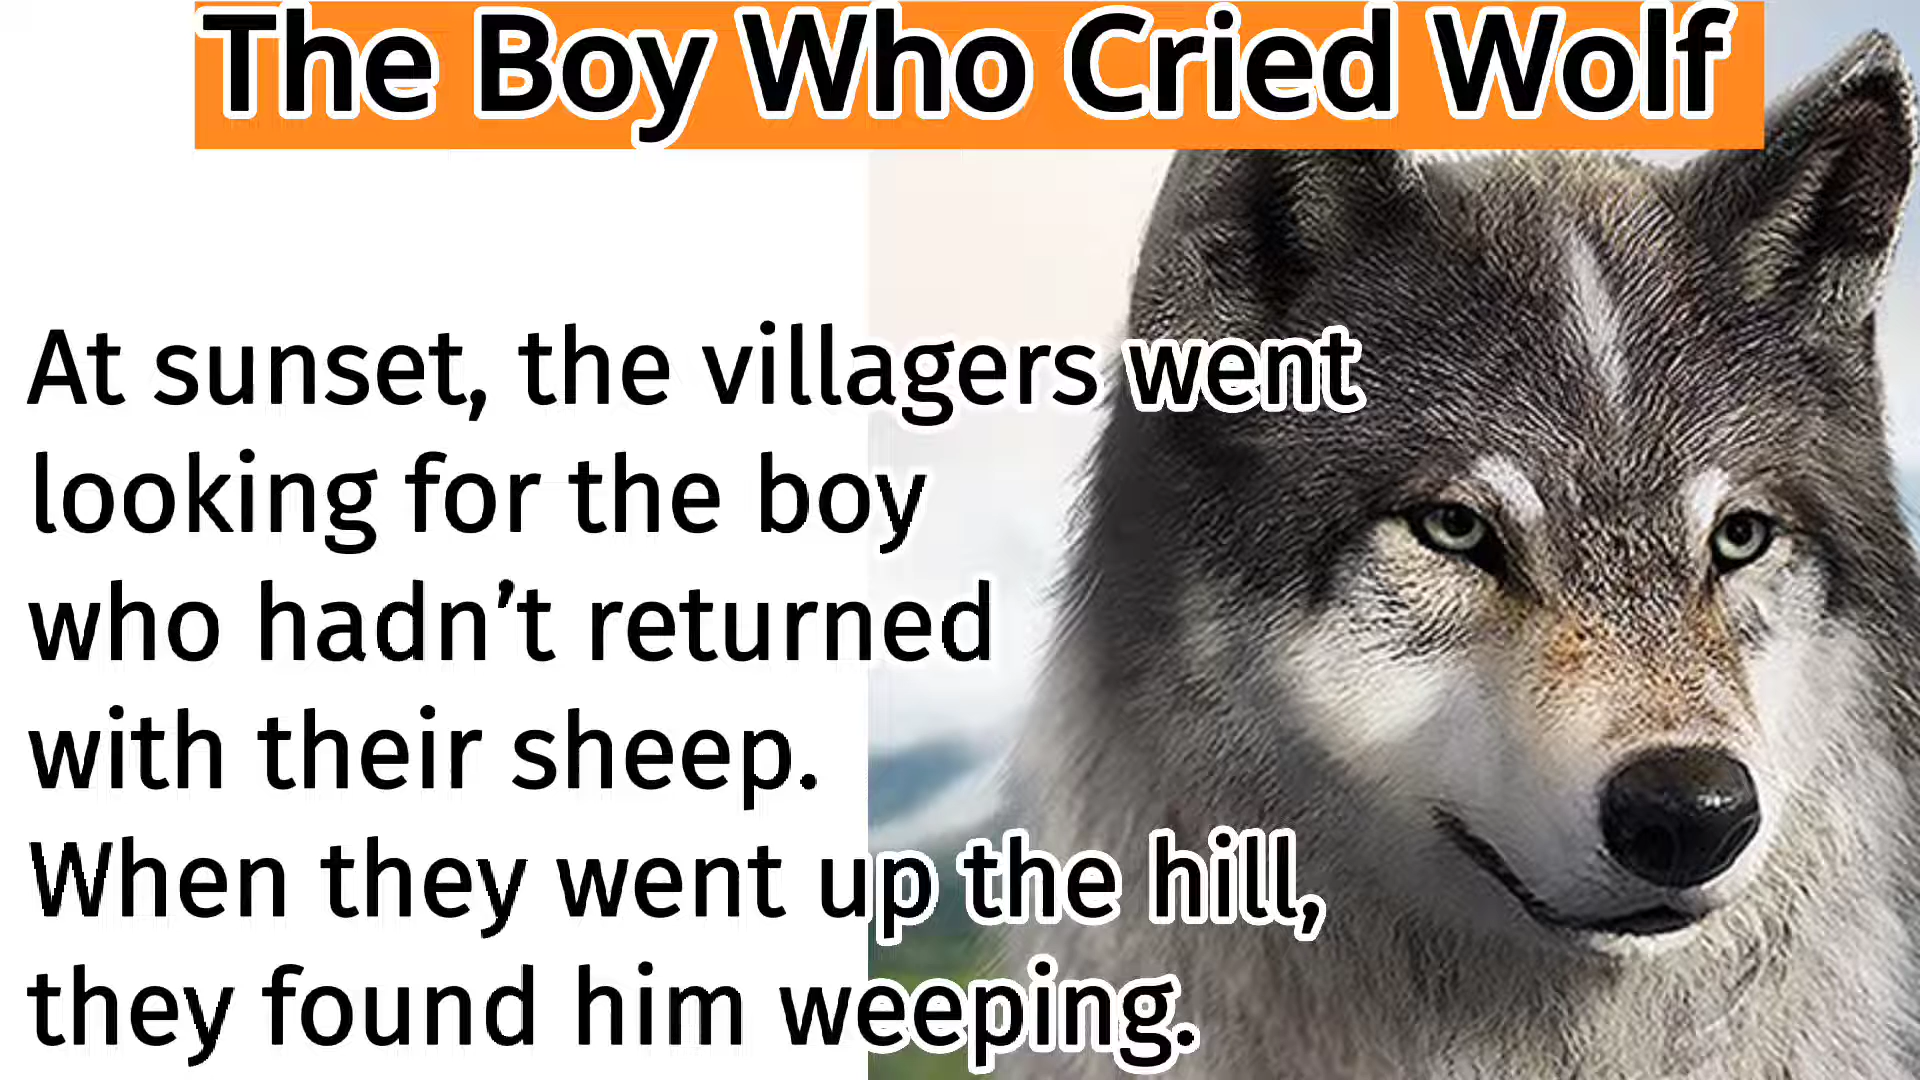 The Boy Who Cried Wolf
At sunset, the villagers went
looking for the boy
who hadn’t returned
with their sheep.
When they went up the hill,
they found him weeping.